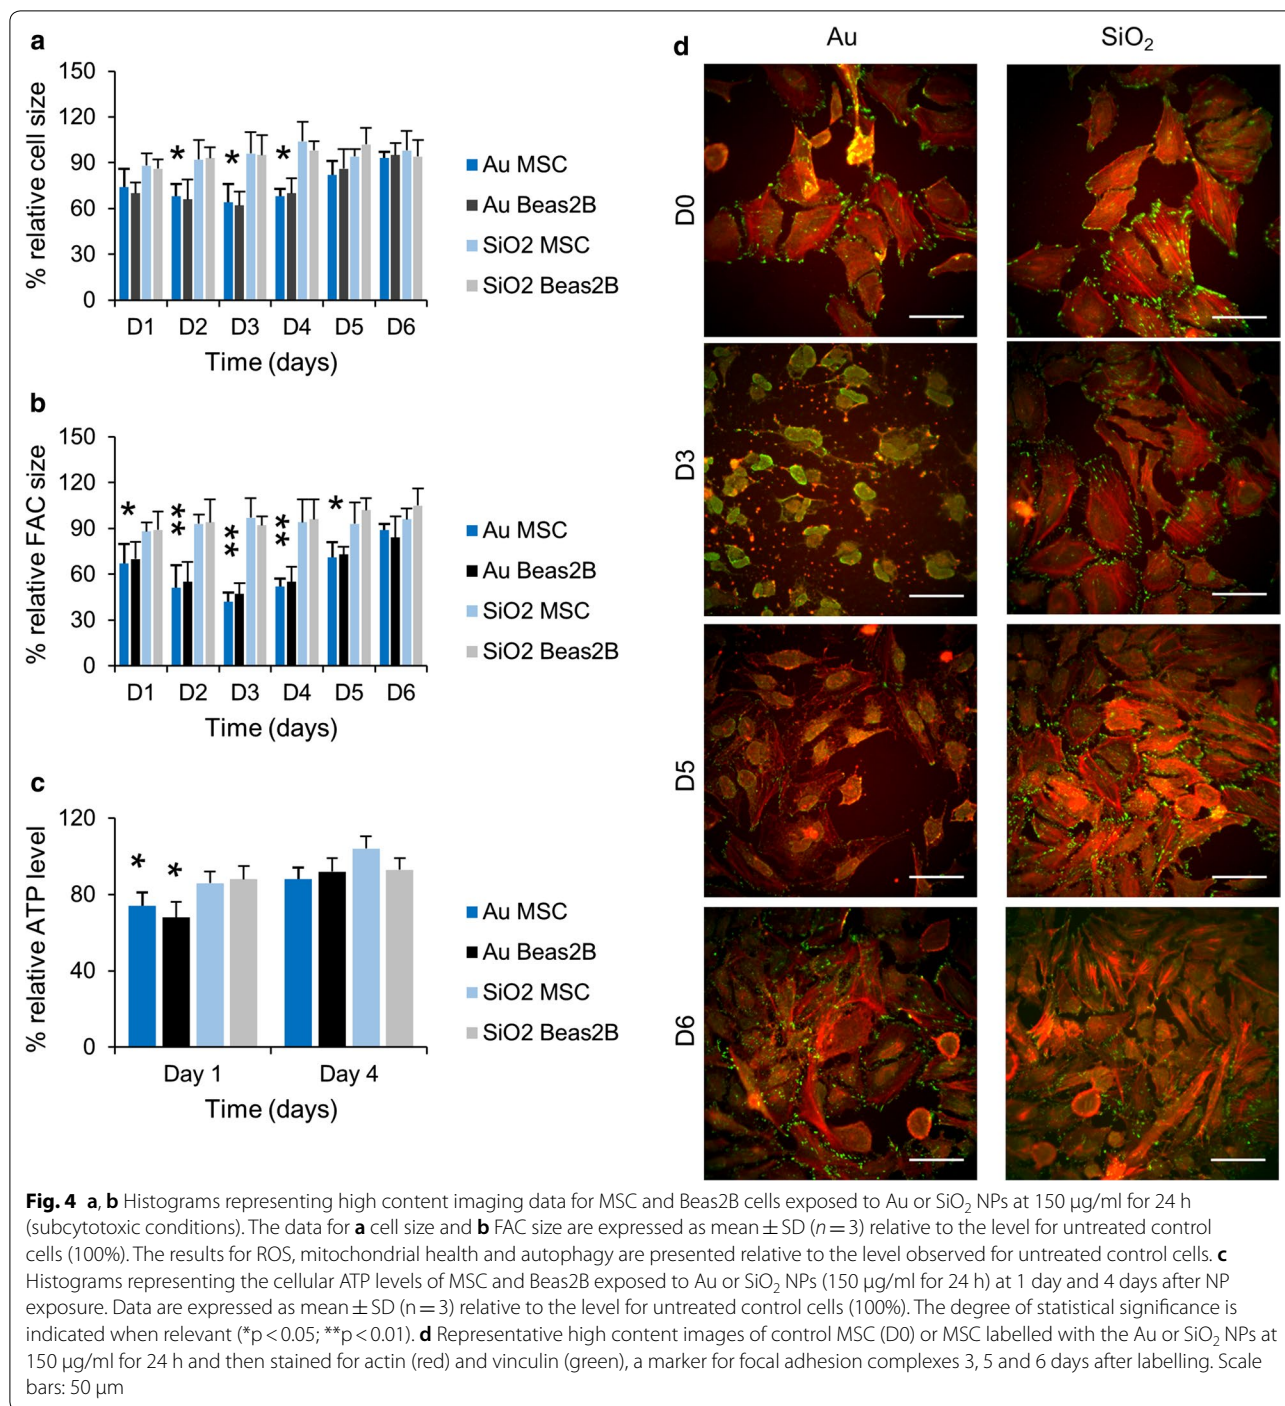 a
150
120
90
60
30
0
% relative cell size
* * *
D1 D2 D3 D4 D5 D6
Time (days)
Au MSC
Au Beas2B
SiO2 MSC
SiO2 Beas2B
b
150
120
90
60
30
0
% relative FAC size
* ** ** ** *
D1 D2 D3 D4 D5 D6
Time (days)
Au MSC
Au Beas2B
SiO2 MSC
SiO2 Beas2B
c
120
80
40
0
% relative ATP level
* *
Day 1 Day 4
Time (days)
Au MSC
Au Beas2B
SiO2 MSC
SiO2 Beas2B
d
Au SiO₂
D0
D3
D5
D6
Fig. 4 a, b Histograms representing high content imaging data for MSC and Beas2B cells exposed to Au or SiO₂ NPs at 150 µg/ml for 24 h
(subcytotoxic conditions). The data for a cell size and b FAC size are expressed as mean ± SD (n = 3) relative to the level for untreated control
cells (100%). The results for ROS, mitochondrial health and autophagy are presented relative to the level observed for untreated control cells. c
Histograms representing the cellular ATP levels of MSC and Beas2B exposed to Au or SiO₂ NPs (150 µg/ml for 24 h) at 1 day and 4 days after NP
exposure. Data are expressed as mean ± SD (n = 3) relative to the level for untreated control cells (100%). The degree of statistical significance is
indicated when relevant (*p < 0.05; **p < 0.01). d Representative high content images of control MSC (D0) or MSC labelled with the Au or SiO₂ NPs at
150 µg/ml for 24 h and then stained for actin (red) and vinculin (green), a marker for focal adhesion complexes 3, 5 and 6 days after labelling. Scale
bars: 50 µm